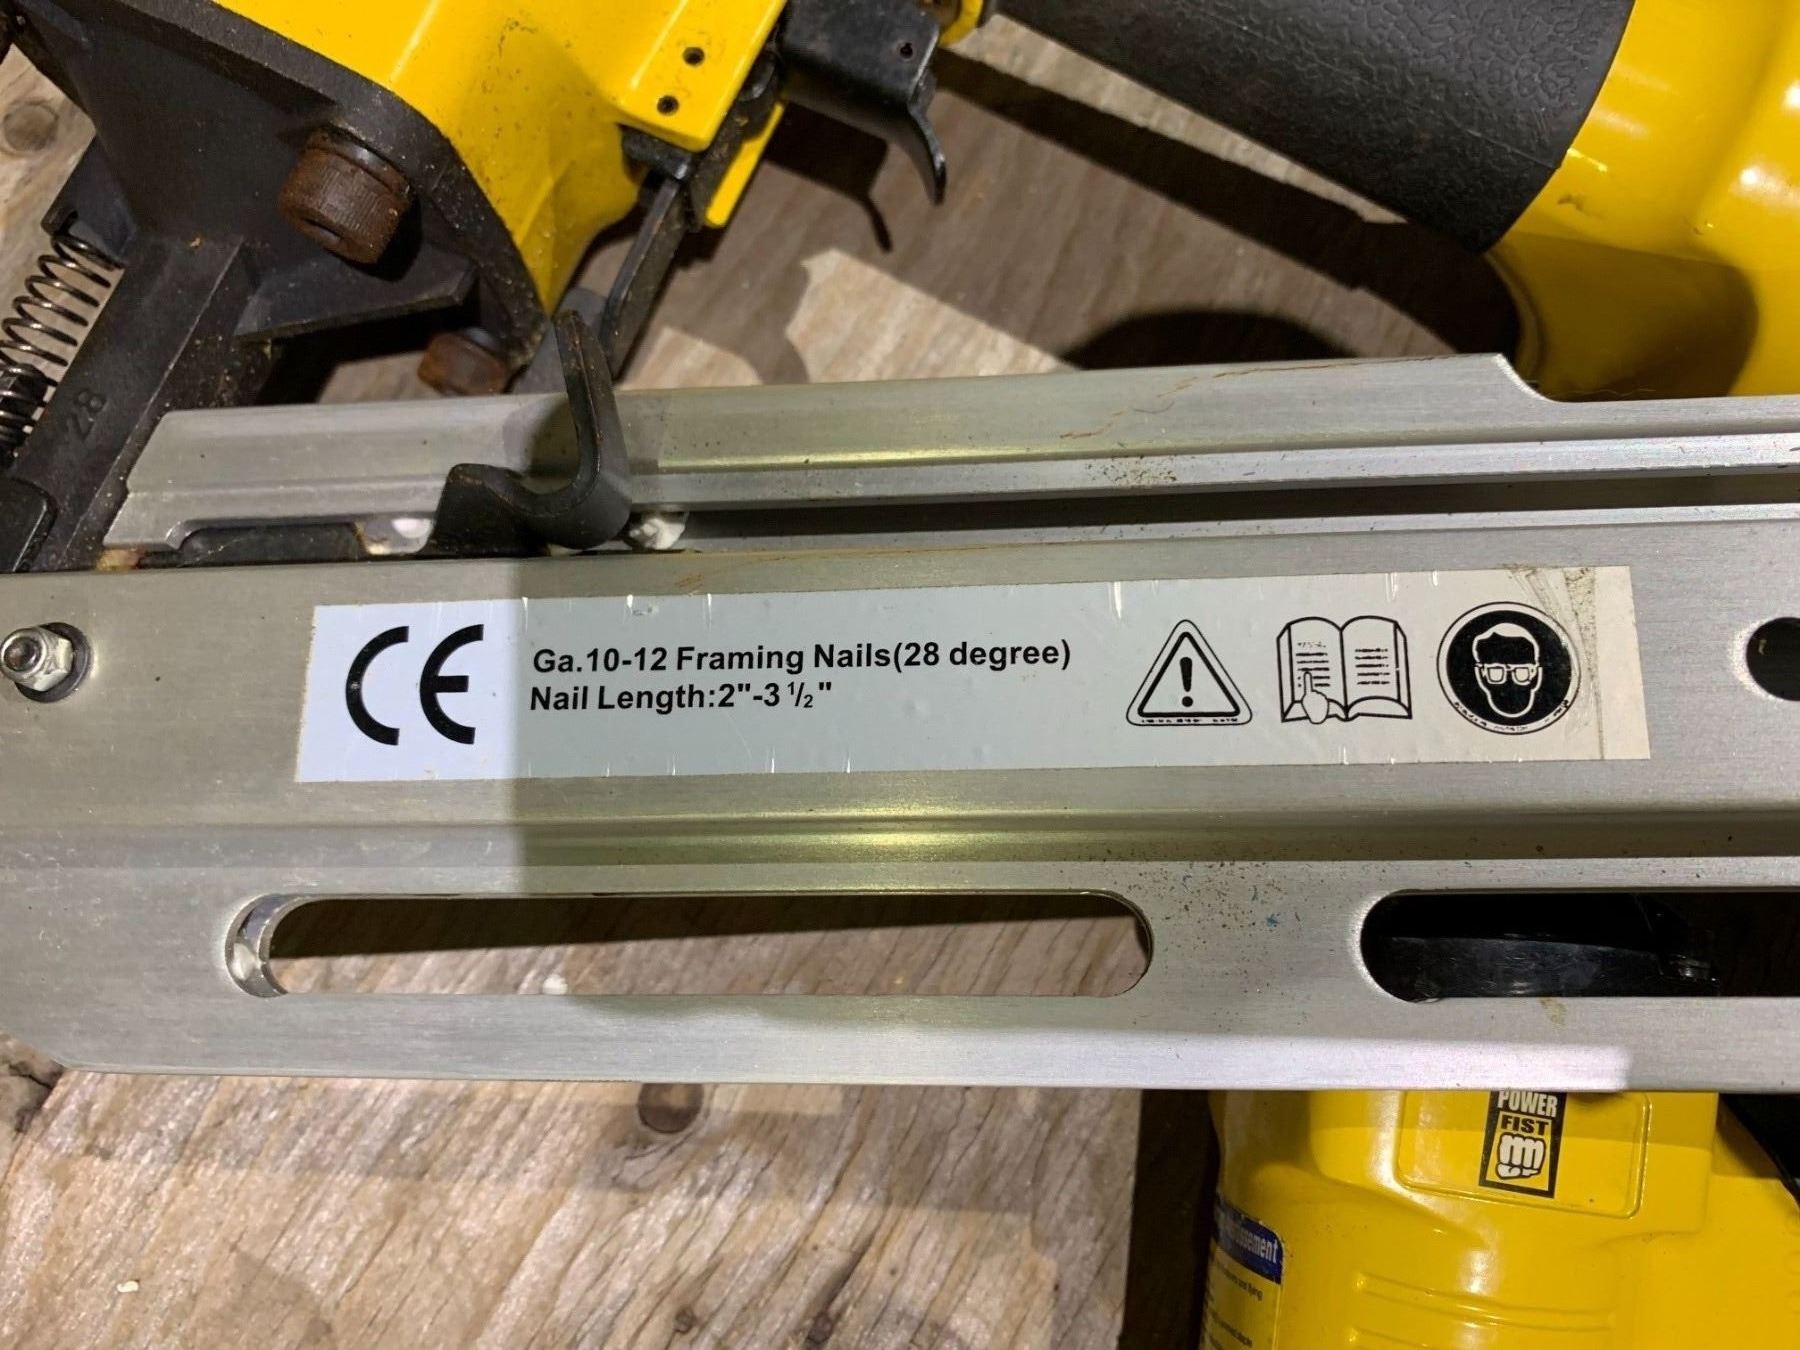 28
CE
Ga.10-12 Framing Nails(28 degree)
Nail Length:2"-3 1/2"
POWER
FIST